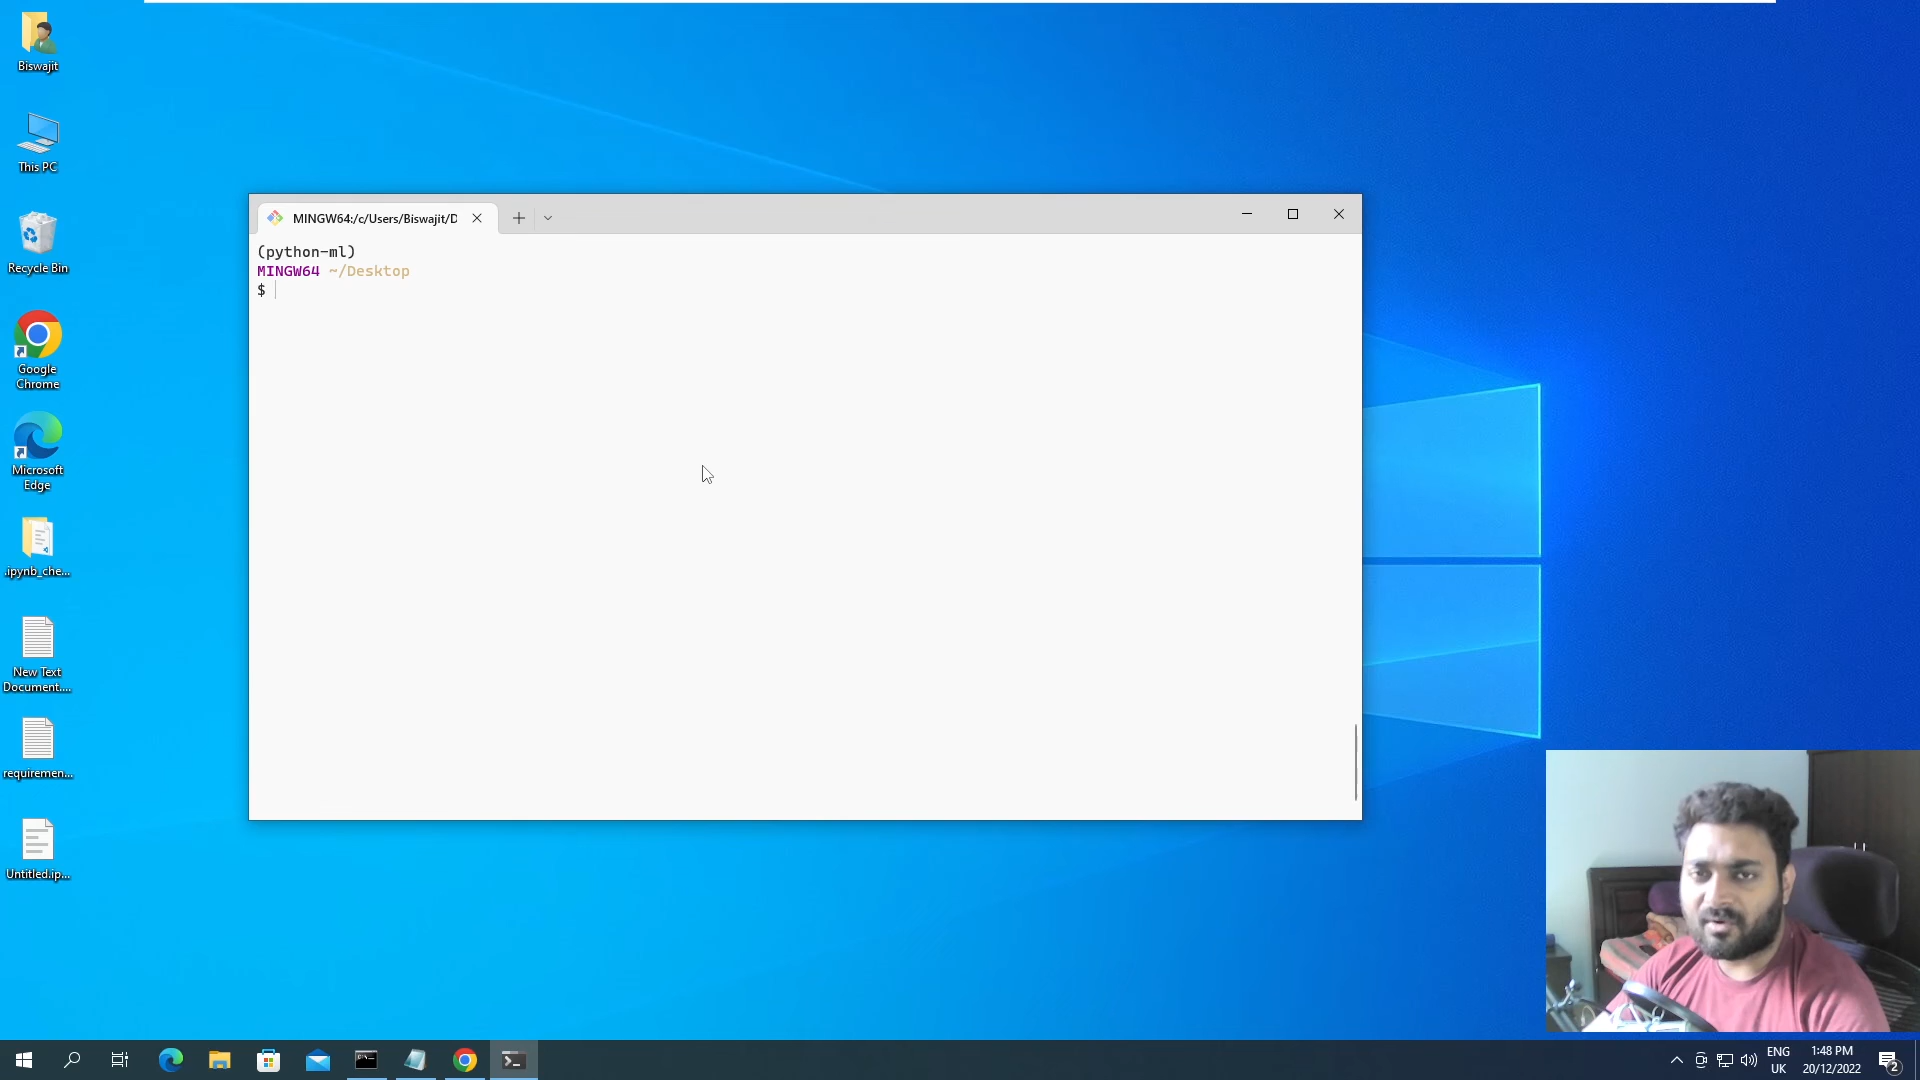 Biswajit
This PC
Recycle Bin
Google
Chrome
Microsoft
Edge
.ipynb_che...
New Text
Document....
requiremen...
Untitled.ip...
MINGW64:/c/Users/Biswajit/D
(python-ml)
MINGW64 ~/Desktop
$
ENG
UK
1:48 PM
20/12/2022
2